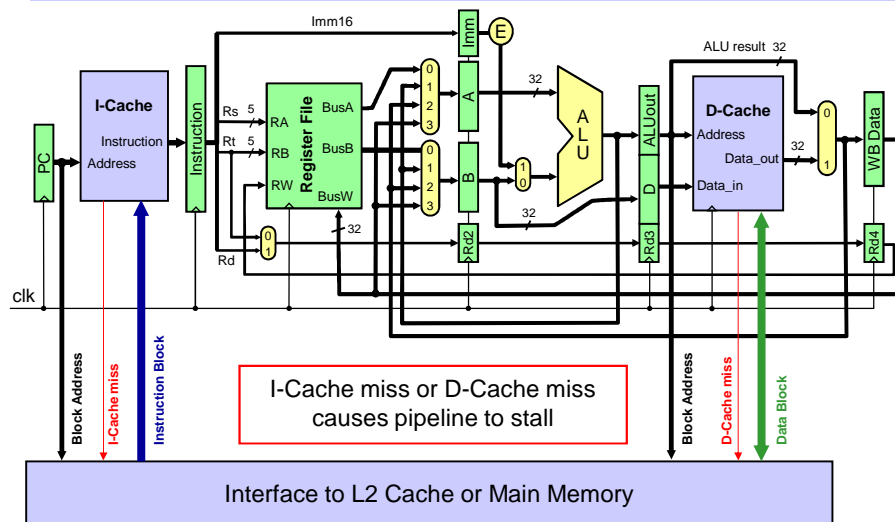 Imm16
Imm
E
ALU result
32
I-Cache
Instruction
Address
PC
Instruction
Rs
5
Rt
5
Rd
Register File
RA
RB
RW
BusA
BusB
BusW
32
0
1
2
3
0
1
2
3
0
1
A
B
32
1
0
32
A
L
U
ALUout
D
D-Cache
Address
Data_out
Data_in
32
0
1
WB Data
Rd2
Rd3
Rd4
clk
Block Address
I-Cache miss
Instruction Block
I-Cache miss or D-Cache miss
causes pipeline to stall
Block Address
D-Cache miss
Data Block
Interface to L2 Cache or Main Memory